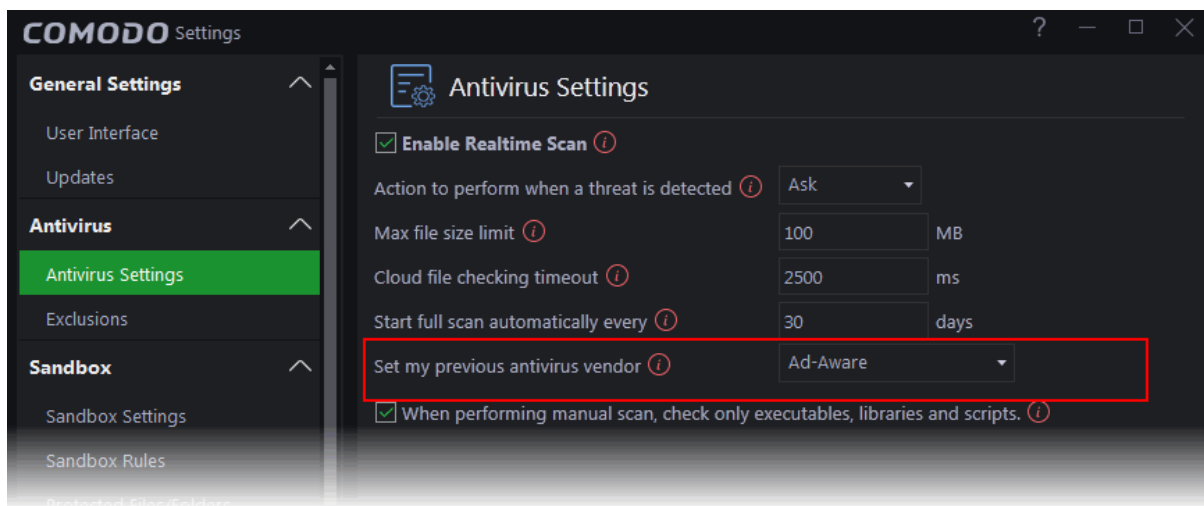 COMODO Settings
?
General Settings
User Interface
Updates
Antivirus
Antivirus Settings
Exclusions
Sandbox
Sandbox Settings
Sandbox Rules
Protected Files/Folders
Antivirus Settings
Enable Realtime Scan
Action to perform when a threat is detected Ask
Max file size limit 100 MB
Cloud file checking timeout 2500 ms
Start full scan automatically every 30 days
Set my previous antivirus vendor Ad-Aware
When performing manual scan, check only executables, libraries and scripts.